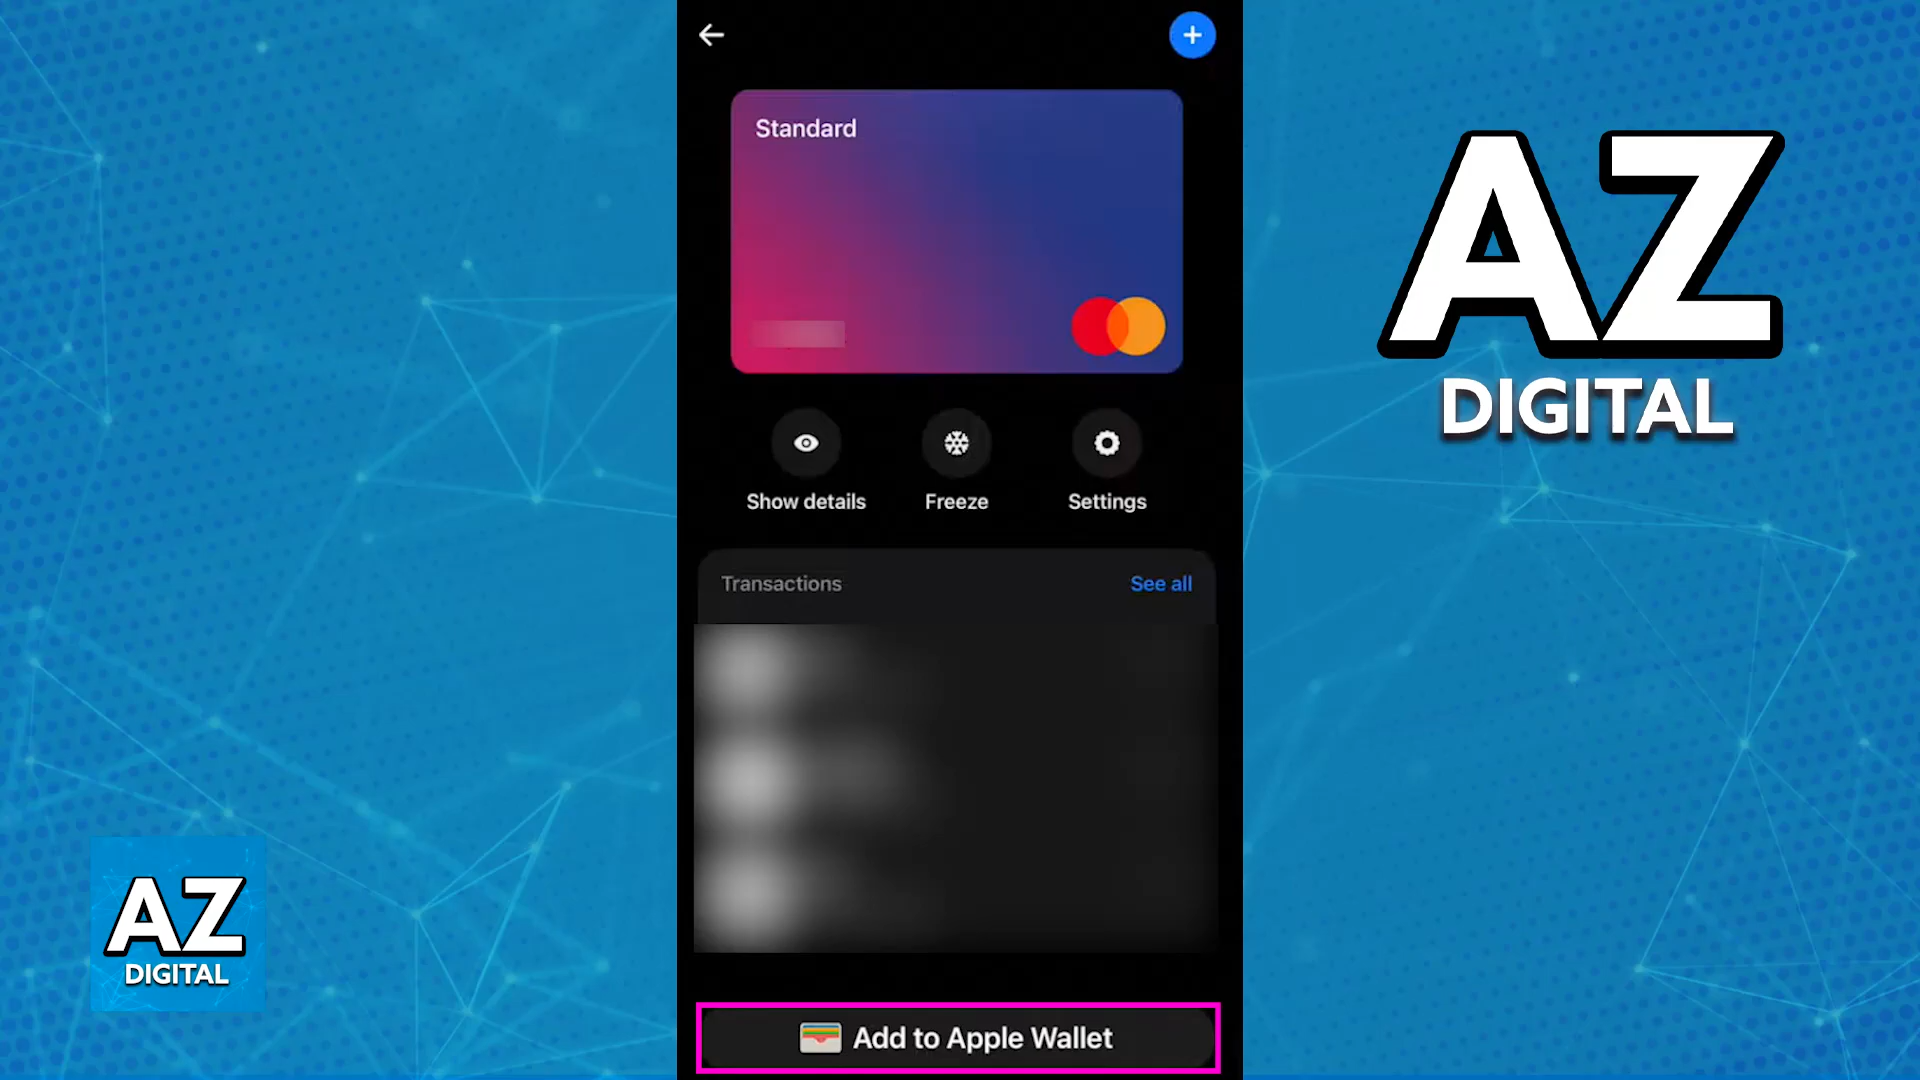 Standard
Show details
Freeze
Settings
Transactions
See all
Add to Apple Wallet
AZ
DIGITAL
AZ
DIGITAL